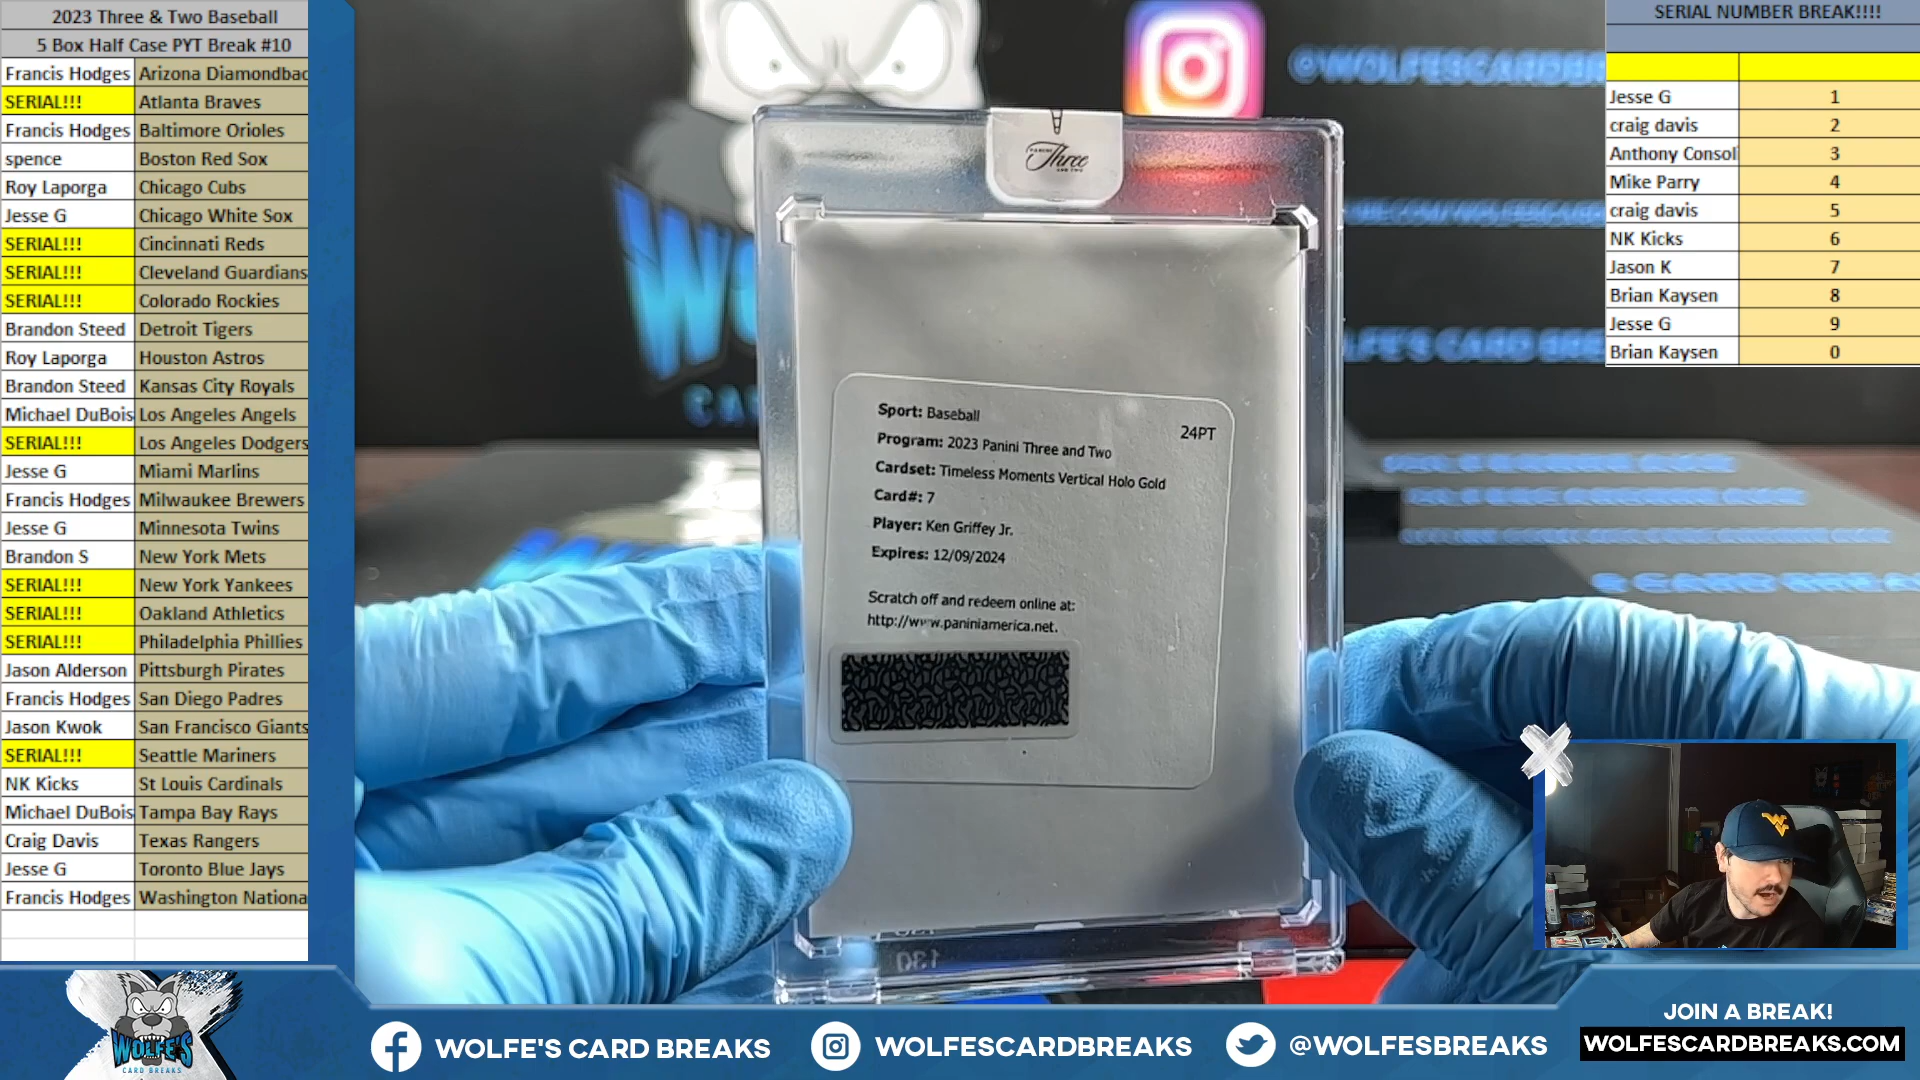 2023 Three & Two Baseball
5 Box Half Case PYT Break #10
Francis Hodges Arizona Diamondbac
SERIAL!!! Atlanta Braves
Francis Hodges Baltimore Orioles
spence Boston Red Sox
Roy Laporga Chicago Cubs
Jesse G Chicago White Sox
SERIAL!!! Cincinnati Reds
SERIAL!!! Cleveland Guardians
SERIAL!!! Colorado Rockies
Brandon Steed Detroit Tigers
Roy Laporga Houston Astros
Brandon Steed Kansas City Royals
Michael DuBois Los Angeles Angels
SERIAL!!! Los Angeles Dodgers
Jesse G Miami Marlins
Francis Hodges Milwaukee Brewers
Jesse G Minnesota Twins
Brandon S New York Mets
SERIAL!!! New York Yankees
SERIAL!!! Oakland Athletics
SERIAL!!! Philadelphia Phillies
Jason Alderson Pittsburgh Pirates
Francis Hodges San Diego Padres
Jason Kwok San Francisco Giants
SERIAL!!! Seattle Mariners
NK Kicks St Louis Cardinals
Michael DuBois Tampa Bay Rays
Craig Davis Texas Rangers
Jesse G Toronto Blue Jays
Francis Hodges Washington Nationa
@WOLFESCARDBR
PANINI
Three
AND TWO
Sport: Baseball
24PT
Program: 2023 Panini Three and Two
Cardset: Timeless Moments Vertical Holo Gold
Card#: 7
Player: Ken Griffey Jr.
Expires: 12/09/2024
Scratch off and redeem online at:
http://www.paniniamerica.net.
130
SERIAL NUMBER BREAK!!!!
Jesse G 1
craig davis 2
Anthony Consol 3
Mike Parry 4
craig davis 5
NK Kicks 6
Jason K 7
Brian Kaysen 8
Jesse G 9
Brian Kaysen 0
WOLFE'S
CARD BREAKS
WOLFE'S CARD BREAKS
WOLFESCARDBREAKS
@WOLFESBREAKS
JOIN A BREAK!
WOLFESCARDBREAKS.COM